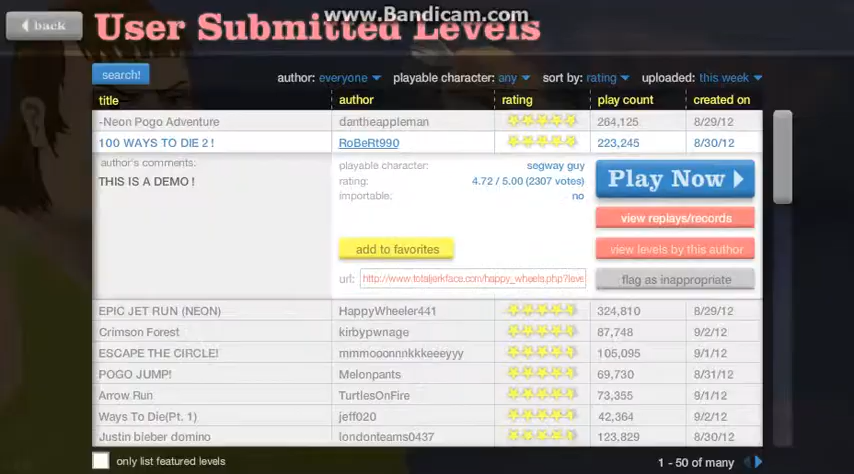 www.Bandicam.com
back
User Submitted Levels
search!
author: everyone playable character: any sort by: rating uploaded: this week
title author rating play count created on
-Neon Pogo Adventure dantheappleman 264,125 8/29/12
100 WAYS TO DIE 2 ! RoBeRt990 223,245 8/30/12
author's comments:
THIS IS A DEMO !
playable character: segway guy
rating: 4.72 / 5.00 (2307 votes)
importable: no
Play Now
view replays/records
add to favorites
view levels by this author
url: http://www.totaljerkface.com/happy_wheels.php?leve
flag as inappropriate
EPIC JET RUN (NEON) HappyWheeler441 324,810 8/29/12
Crimson Forest kirbypwnage 87,748 9/2/12
ESCAPE THE CIRCLE! mmmooonnnkkkeeeyyy 105,095 9/1/12
POGO JUMP! Melonpants 69,730 8/31/12
Arrow Run TurtlesOnFire 73,355 9/1/12
Ways To Die(Pt. 1) jeff020 42,364 9/2/12
Justin bieber domino londonteams0437 123,829 8/30/12
only list featured levels
1 - 50 of many